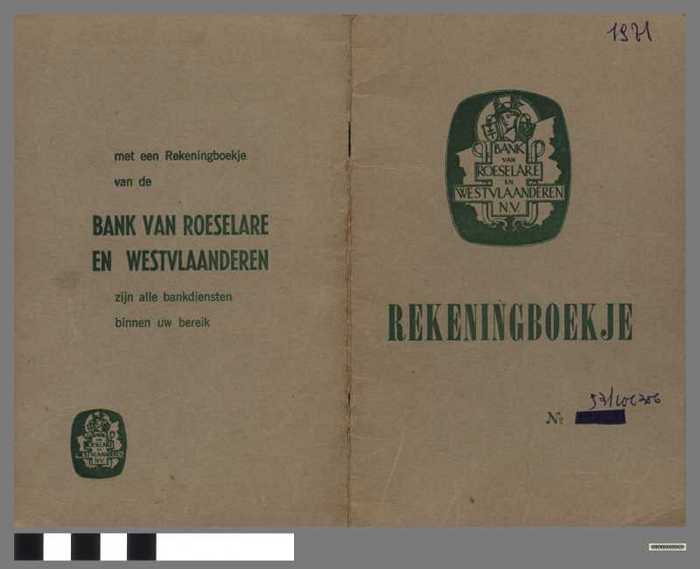 met een Rekeningboekje
van de
BANK VAN ROESELARE
EN WESTVLAANDEREN
zijn alle bankdiensten
binnen uw bereik
1971
BANK
VAN
ROESELARE
EN
WESTVLAANDEREN
N.V.
REKENINGBOEKJE
Nr